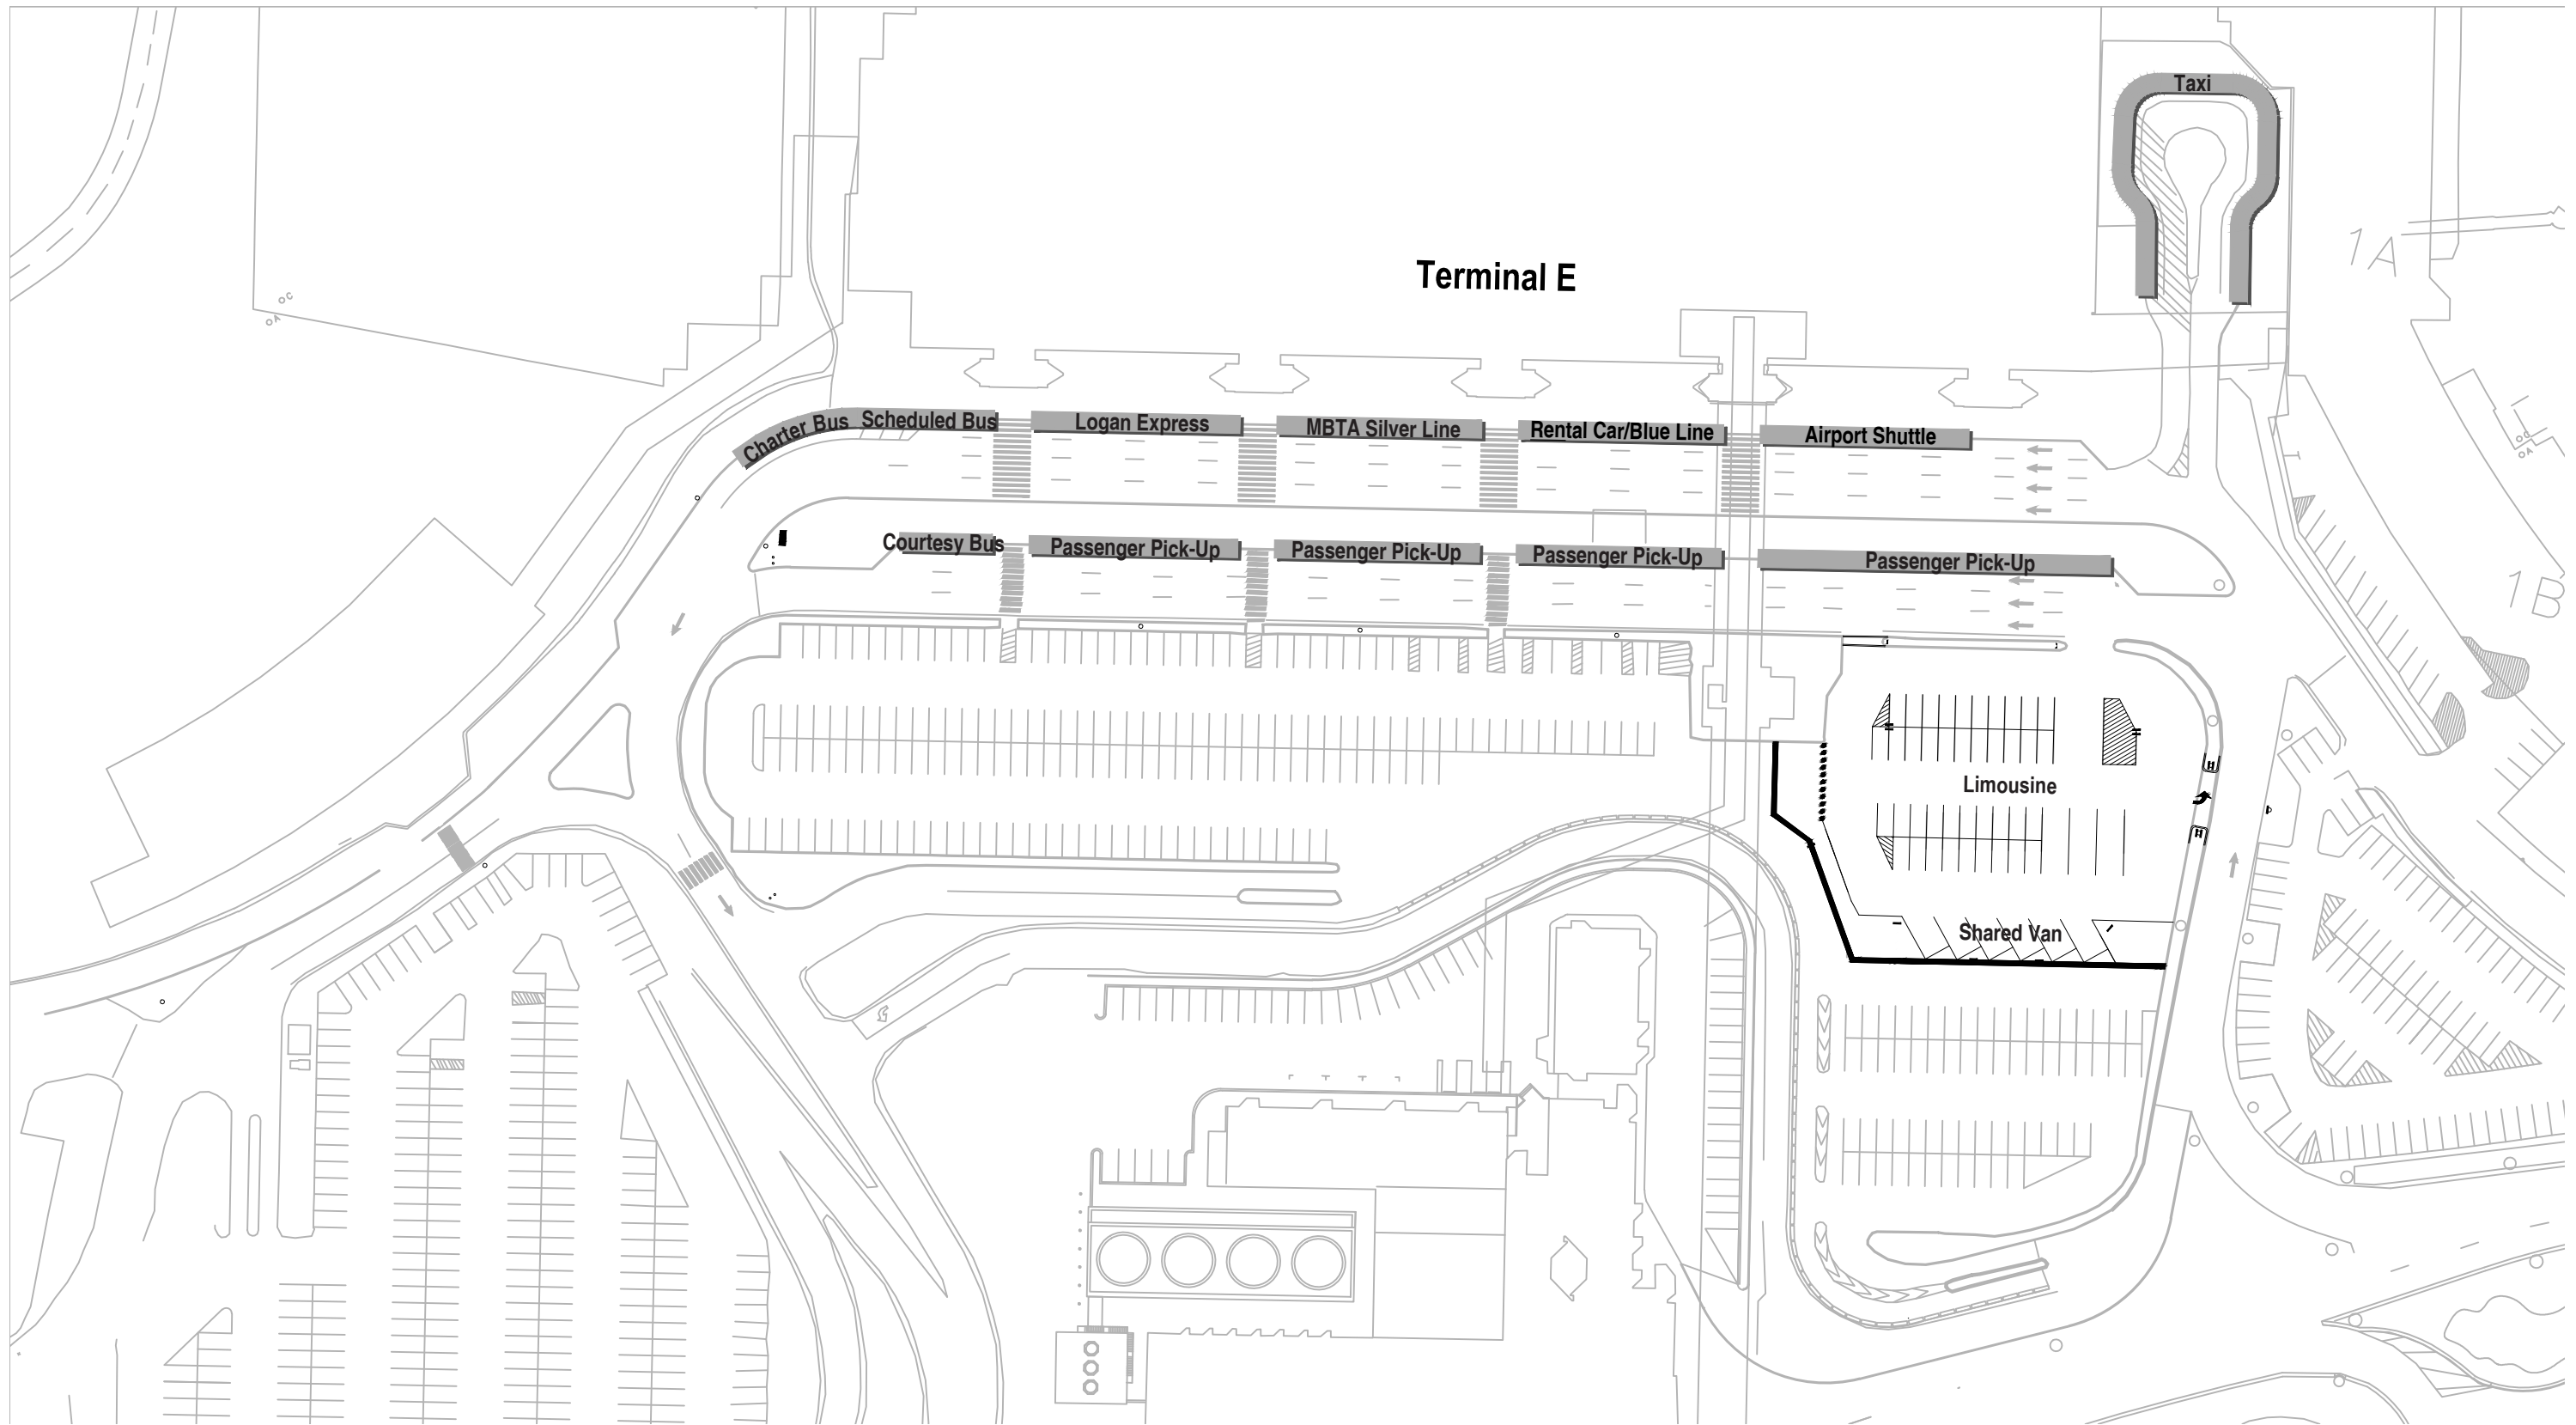 Taxi
1A
Terminal E
C
A
Charter Bus
Scheduled Bus
Logan Express
MBTA Silver Line
Rental Car/Blue Line
Airport Shuttle
Courtesy Bus
Passenger Pick-Up
Passenger Pick-Up
Passenger Pick-Up
Passenger Pick-Up
1B
Limousine
Shared Van